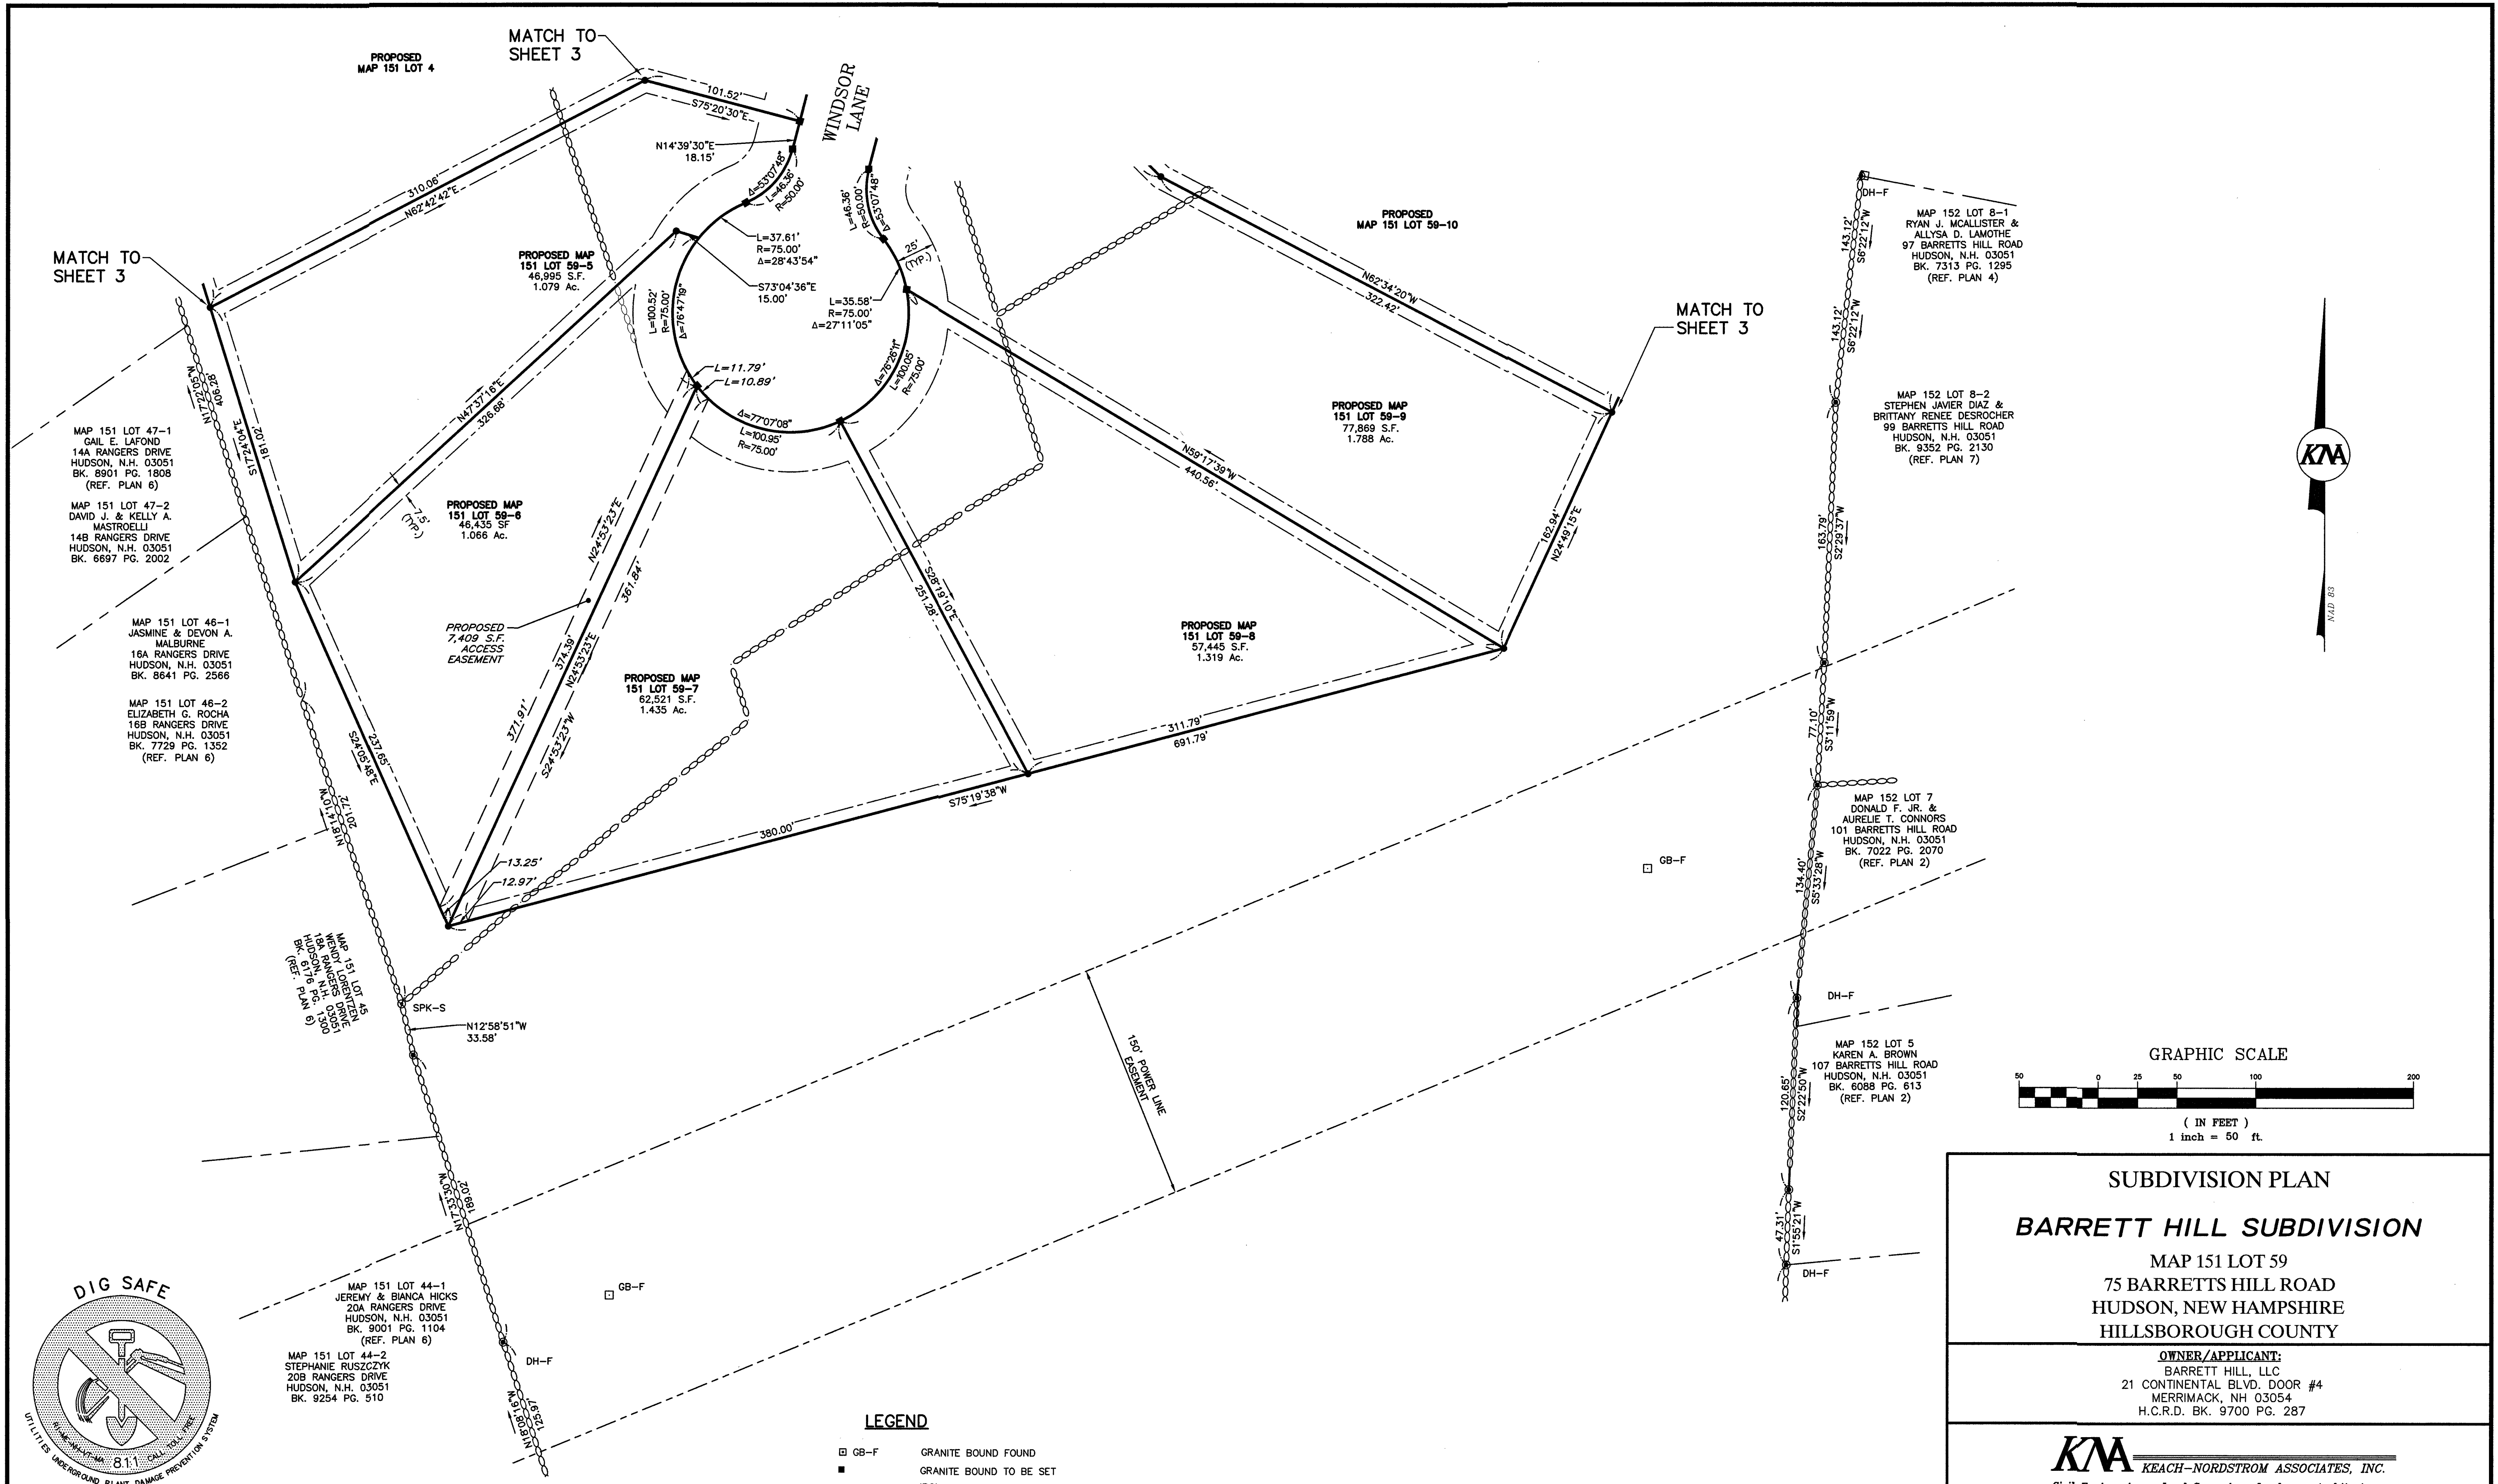 MATCH TO
SHEET 3
PROPOSED
MAP 151 LOT 4
101.52'
S75°20'30"E
WINDSOR
LANE
N14°39'30"E
18.15'
Δ=53°07'48"
L=46.36'
R=50.00'
L=46.36'
R=50.00'
Δ=53°07'48"
310.06'
N62°42'42"E
MATCH TO
SHEET 3
PROPOSED MAP
151 LOT 59-5
46,995 S.F.
1.079 Ac.
L=37.61'
R=75.00'
Δ=28°43'54"
S73°04'36"E
15.00'
25'
(TYP.)
L=35.58'
R=75.00'
Δ=27°11'05"
L=100.52'
R=75.00'
Δ=76°47'19"
Δ=76°26'11"
L=100.05'
R=75.00'
L=11.79'
L=10.89'
Δ=77°07'08"
L=100.95'
R=75.00'
PROPOSED
MAP 151 LOT 59-10
N62°34'20"W
322.42'
MATCH TO
SHEET 3
PROPOSED MAP
151 LOT 59-9
77,869 S.F.
1.788 Ac.
N59°17'39"W
440.56'
162.94'
N24°49'15"E
N17°22'05"W
406.28'
S17°24'04"E
181.02'
N47°37'16"E
326.68'
7.5'
(TYP.)
MAP 151 LOT 47-1
GAIL E. LAFOND
14A RANGERS DRIVE
HUDSON, N.H. 03051
BK. 8901 PG. 1808
(REF. PLAN 6)
MAP 151 LOT 47-2
DAVID J. & KELLY A.
MASTROELLI
14B RANGERS DRIVE
HUDSON, N.H. 03051
BK. 6697 PG. 2002
PROPOSED MAP
151 LOT 59-6
46,435 SF
1.066 Ac.
N24°53'23"E
361.84'
PROPOSED
7,409 S.F.
ACCESS
EASEMENT
374.39'
N24°53'23"E
371.91'
S24°53'23"W
S28°19'10"E
251.28'
PROPOSED MAP
151 LOT 59-8
57,445 S.F.
1.319 Ac.
PROPOSED MAP
151 LOT 59-7
62,521 S.F.
1.435 Ac.
MAP 151 LOT 46-1
JASMINE & DEVON A.
MALBURNE
16A RANGERS DRIVE
HUDSON, N.H. 03051
BK. 8641 PG. 2566
MAP 151 LOT 46-2
ELIZABETH G. ROCHA
16B RANGERS DRIVE
HUDSON, N.H. 03051
BK. 7729 PG. 1352
(REF. PLAN 6)
237.65'
S24°05'48"E
311.79'
691.79'
S75°19'38"W
380.00'
13.25'
12.97'
N18°14'10"W
201.72'
MAP 151 LOT 45
WENDY LORENTZEN
18A RANGERS DRIVE
HUDSON, N.H. 03051
BK. 6176 PG. 1300
(REF. PLAN 6)
SPK-S
N12°58'51"W
33.58'
150' POWER LINE
EASEMENT
GB-F
N17°33'30"W
189.02'
MAP 151 LOT 44-1
JEREMY & BIANCA HICKS
20A RANGERS DRIVE
HUDSON, N.H. 03051
BK. 9001 PG. 1104
(REF. PLAN 6)
MAP 151 LOT 44-2
STEPHANIE RUSZCZYK
20B RANGERS DRIVE
HUDSON, N.H. 03051
BK. 9254 PG. 510
GB-F
DH-F
N18°08'16"W
125.97'
DH-F
143.12'
S6°22'12"W
MAP 152 LOT 8-1
RYAN J. MCALLISTER &
ALLYSA D. LAMOTHE
97 BARRETTS HILL ROAD
HUDSON, N.H. 03051
BK. 7313 PG. 1295
(REF. PLAN 4)
143.12'
S6°22'12"W
MAP 152 LOT 8-2
STEPHEN JAVIER DIAZ &
BRITTANY RENEE DESROCHER
99 BARRETTS HILL ROAD
HUDSON, N.H. 03051
BK. 9352 PG. 2130
(REF. PLAN 7)
163.79'
S2°29'37"W
77.10'
S3°11'59"W
MAP 152 LOT 7
DONALD F. JR. &
AURELIE T. CONNORS
101 BARRETTS HILL ROAD
HUDSON, N.H. 03051
BK. 7022 PG. 2070
(REF. PLAN 2)
134.40'
S5°33'28"W
DH-F
MAP 152 LOT 5
KAREN A. BROWN
107 BARRETTS HILL ROAD
HUDSON, N.H. 03051
BK. 6088 PG. 613
(REF. PLAN 2)
120.65'
S2°22'50"W
47.31'
S1°55'21"W
DH-F
KNA
NAD 83
GRAPHIC SCALE
50 0 25 50 100 200
( IN FEET )
1 inch = 50 ft.
SUBDIVISION PLAN
BARRETT HILL SUBDIVISION
MAP 151 LOT 59
75 BARRETTS HILL ROAD
HUDSON, NEW HAMPSHIRE
HILLSBOROUGH COUNTY
OWNER/APPLICANT:
BARRETT HILL, LLC
21 CONTINENTAL BLVD. DOOR #4
MERRIMACK, NH 03054
H.C.R.D. BK. 9700 PG. 287
KNA
KEACH-NORDSTROM ASSOCIATES, INC.
DIG SAFE
RI-ME-NH-VT-MA 811 CALL TOLL FREE
UTILITIES UNDERGROUND PLANT DAMAGE PREVENTION SYSTEM
LEGEND
GB-F GRANITE BOUND FOUND
GRANITE BOUND TO BE SET